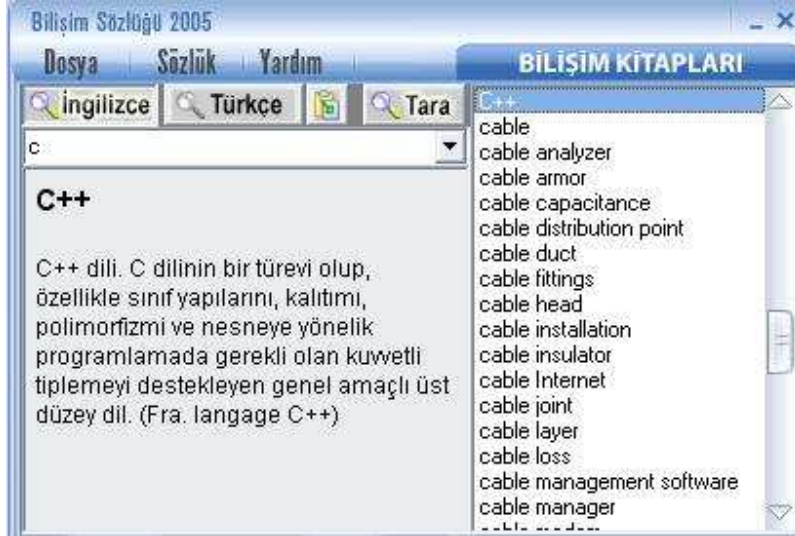 Bilişim Sözlüğü 2005
Dosya Sözlük Yardım
BİLİŞİM KİTAPLARI
İngilizce Türkçe Tara
c
C++
C++ dili. C dilinin bir türevi olup,
özellikle sınıf yapılarını, kalıtımı,
polimorfizmi ve nesneye yönelik
programlamada gerekli olan kuvvetli
tiplemeyi destekleyen genel amaçlı üst
düzey dil. (Fra. langage C++)
C++
cable
cable analyzer
cable armor
cable capacitance
cable distribution point
cable duct
cable fittings
cable head
cable installation
cable insulator
cable Internet
cable joint
cable layer
cable loss
cable management software
cable manager
cable modem